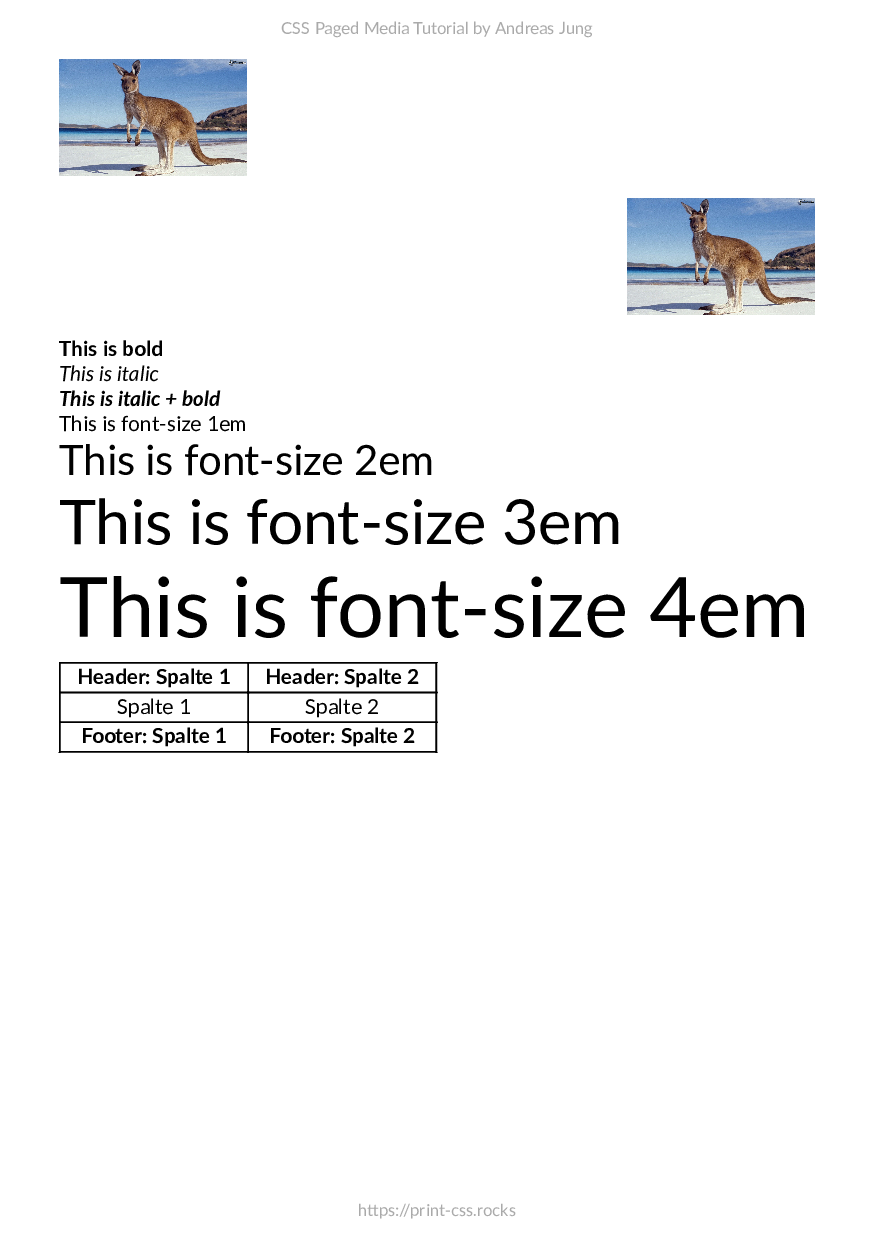 CSS Paged Media Tutorial by Andreas Jung
This is bold
This is italic
This is italic + bold
This is font-size 1em
This is font-size 2em
This is font-size 3em
This is font-size 4em
Header: Spalte 1 Header: Spalte 2
Spalte 1 Spalte 2
Footer: Spalte 1 Footer: Spalte 2
https://print-css.rocks